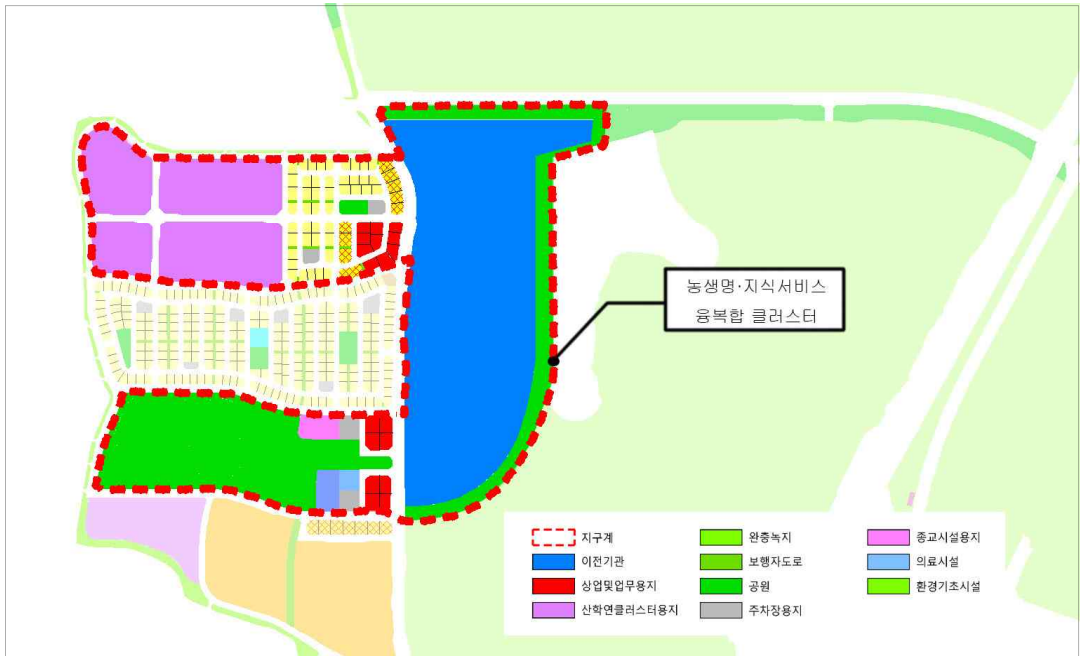 농생명·지식서비스
융복합 클러스터
지구계
이전기관
상업및업무용지
산학연클러스터용지
완충녹지
보행자도로
공원
주차장용지
종교시설용지
의료시설
환경기초시설